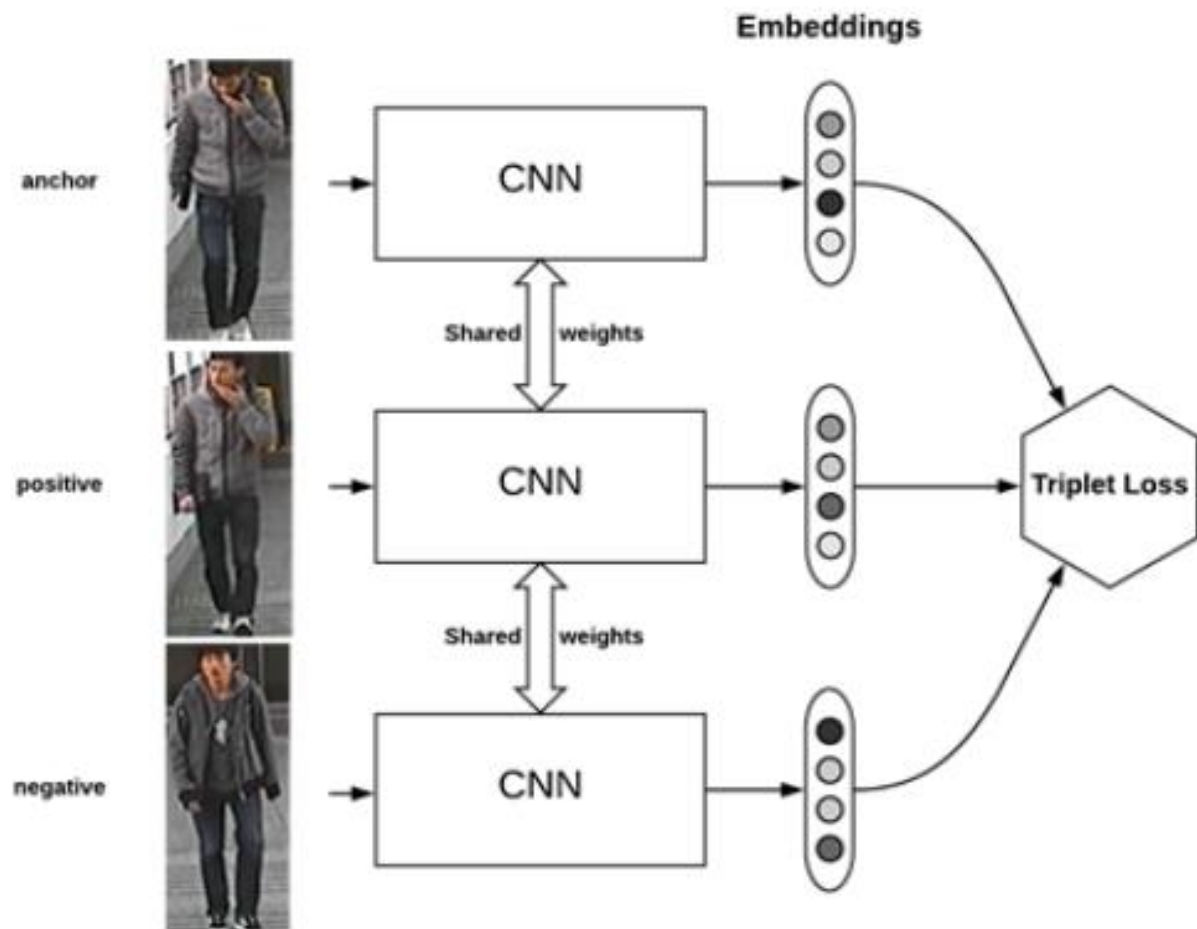 Embeddings
anchor
CNN
Shared weights
positive
CNN
Triplet Loss
Shared weights
negative
CNN